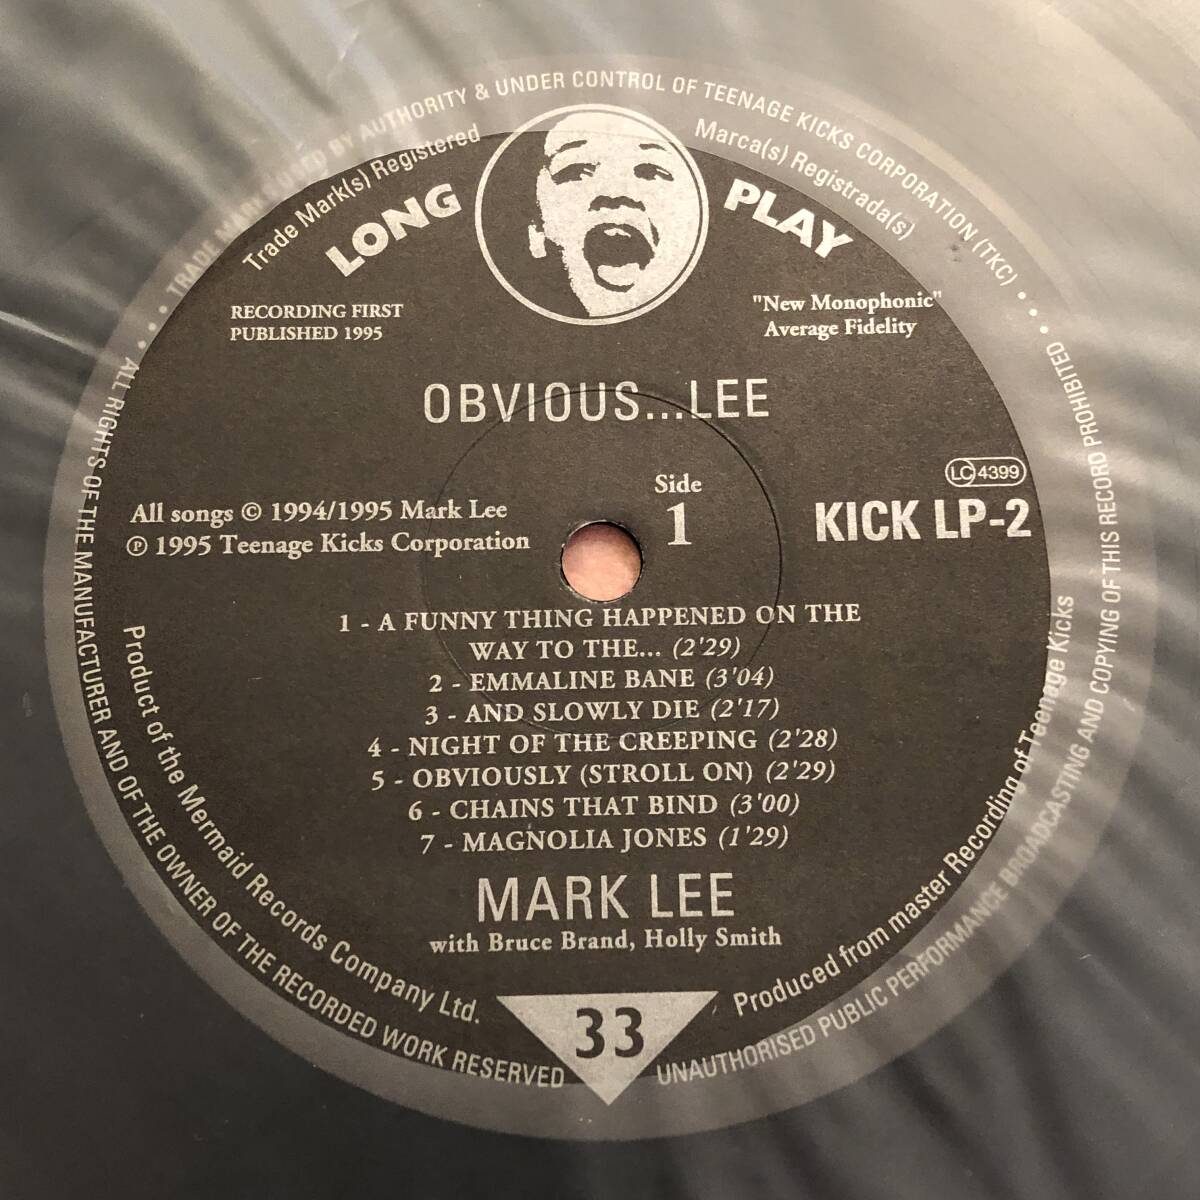 TRADE MARK USED BY AUTHORITY & UNDER CONTROL OF TEENAGE KICKS CORPORATION (TKC)
Trade Mark(s) Registered
Marca(s) Registrada(s)
LONG PLAY
RECORDING FIRST
PUBLISHED 1995
"New Monophonic"
Average Fidelity
OBVIOUS...LEE
LC 4399
KICK LP-2
Side
1
All songs © 1994/1995 Mark Lee
℗ 1995 Teenage Kicks Corporation
1 - A FUNNY THING HAPPENED ON THE
WAY TO THE... (2'29)
2 - EMMALINE BANE (3'04)
3 - AND SLOWLY DIE (2'17)
4 - NIGHT OF THE CREEPING (2'28)
5 - OBVIOUSLY (STROLL ON) (2'29)
6 - CHAINS THAT BIND (3'00)
7 - MAGNOLIA JONES (1'29)
MARK LEE
with Bruce Brand, Holly Smith
33
Product of the Mermaid Records Company Ltd.
Produced from master Recording of Teenage Kicks
ALL RIGHTS OF THE MANUFACTURER AND OF THE OWNER OF THE RECORDED WORK RESERVED
UNAUTHORISED PUBLIC PERFORMANCE BROADCASTING AND COPYING OF THIS RECORD PROHIBITED